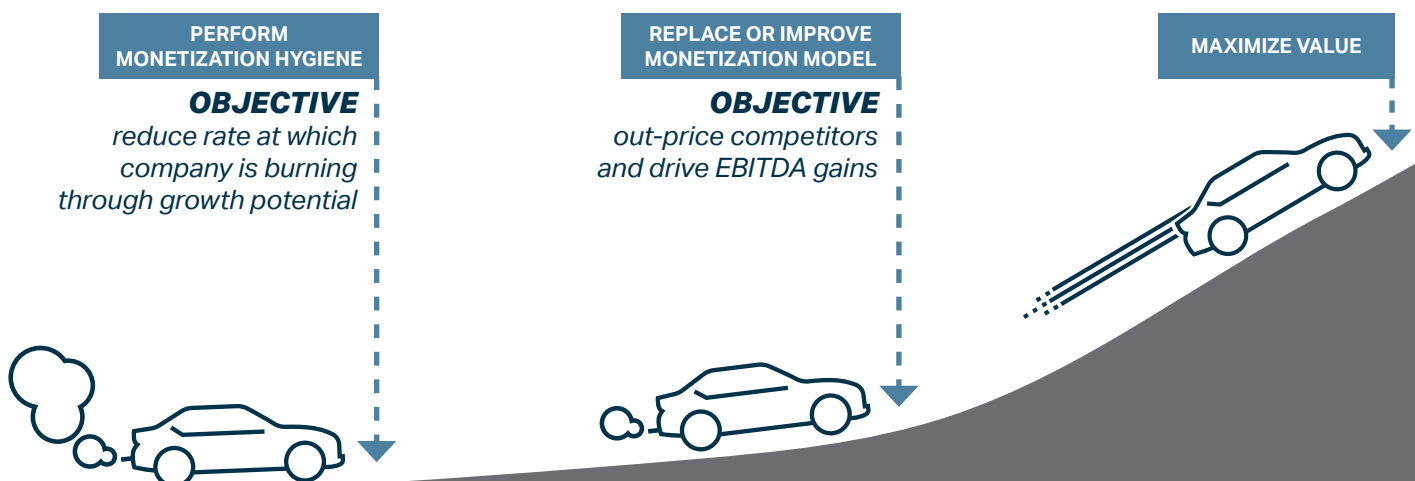 PERFORM
MONETIZATION HYGIENE
OBJECTIVE
reduce rate at which
company is burning
through growth potential
REPLACE OR IMPROVE
MONETIZATION MODEL
OBJECTIVE
out-price competitors
and drive EBITDA gains
MAXIMIZE VALUE